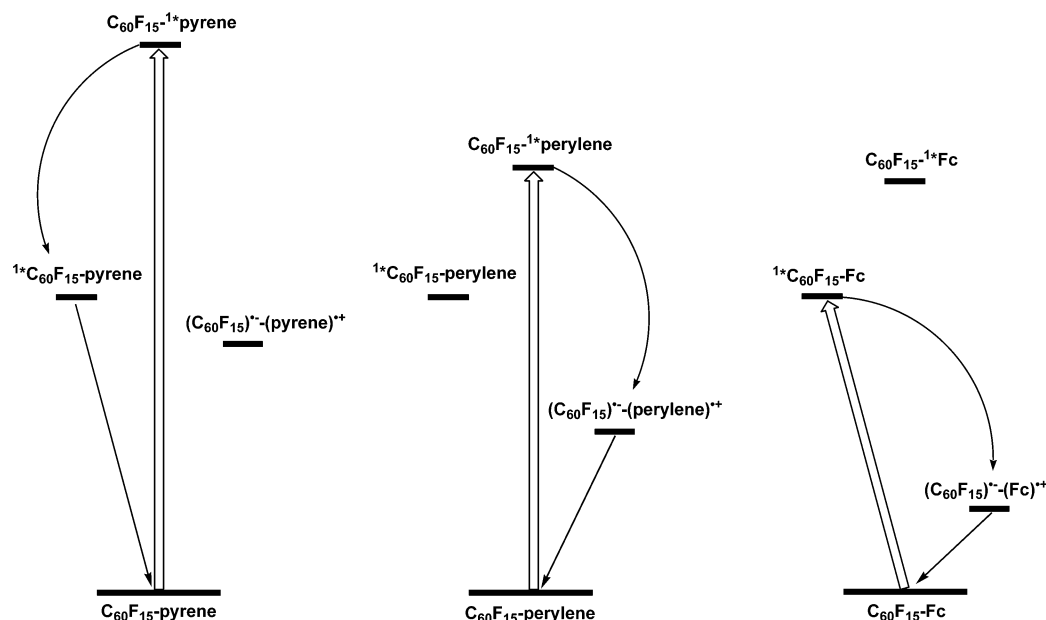 C₆₀F₁₅-¹*pyrene
¹*C₆₀F₁₅-pyrene
(C₆₀F₁₅)•⁻-(pyrene)•⁺
C₆₀F₁₅-pyrene
C₆₀F₁₅-¹*perylene
¹*C₆₀F₁₅-perylene
(C₆₀F₁₅)•⁻-(perylene)•⁺
C₆₀F₁₅-perylene
C₆₀F₁₅-¹*Fc
¹*C₆₀F₁₅-Fc
(C₆₀F₁₅)•⁻-(Fc)•⁺
C₆₀F₁₅-Fc